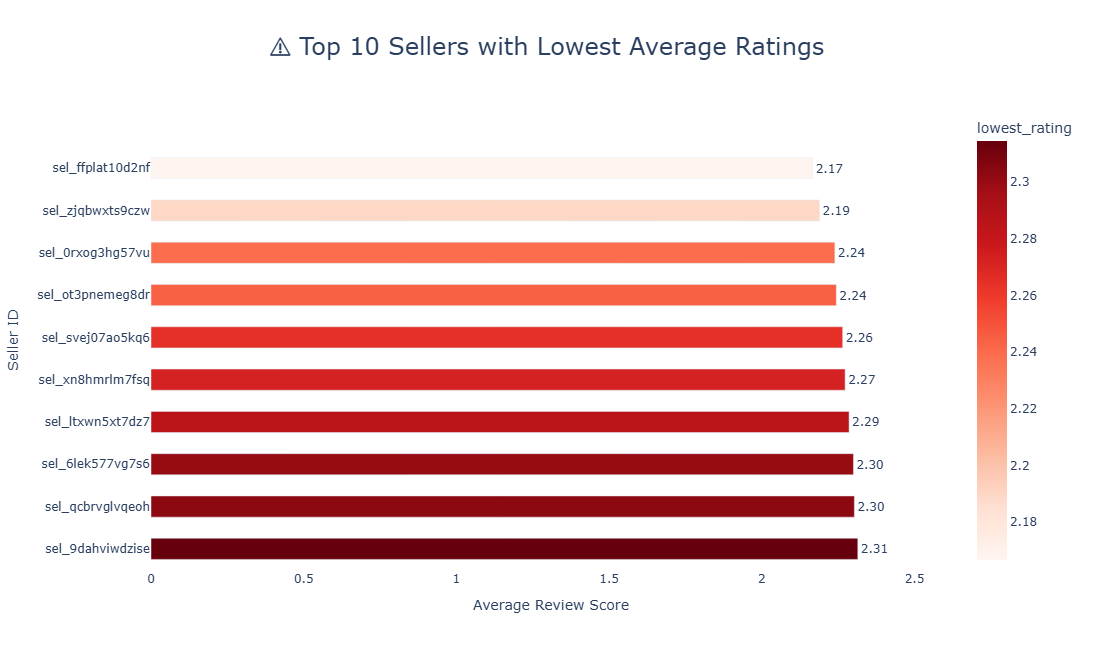 ⚠ Top 10 Sellers with Lowest Average Ratings
lowest_rating
sel_ffplat10d2nf 2.17
sel_zjqbwxts9czw 2.19
sel_0rxog3hg57vu 2.24
sel_ot3pnemeg8dr 2.24
sel_svej07ao5kq6 2.26
sel_xn8hmrlm7fsq 2.27
sel_ltxwn5xt7dz7 2.29
sel_6lek577vg7s6 2.30
sel_qcbrvglvqeoh 2.30
sel_9dahviwdzise 2.31
Seller ID
0 0.5 1 1.5 2 2.5
Average Review Score
2.3
2.28
2.26
2.24
2.22
2.2
2.18